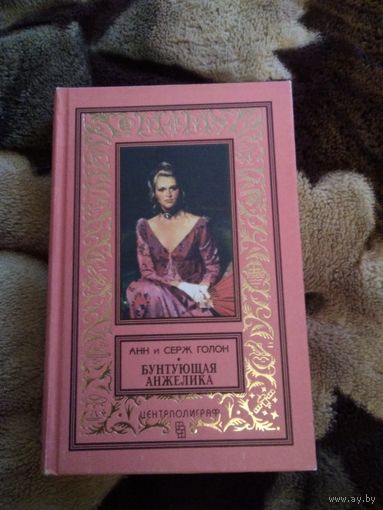 АНН и СЕРЖ ГОЛОН
БУНТУЮЩАЯ
АНЖЕЛИКА
ЦЕНТРПОЛИГРАФ
www.ay.by